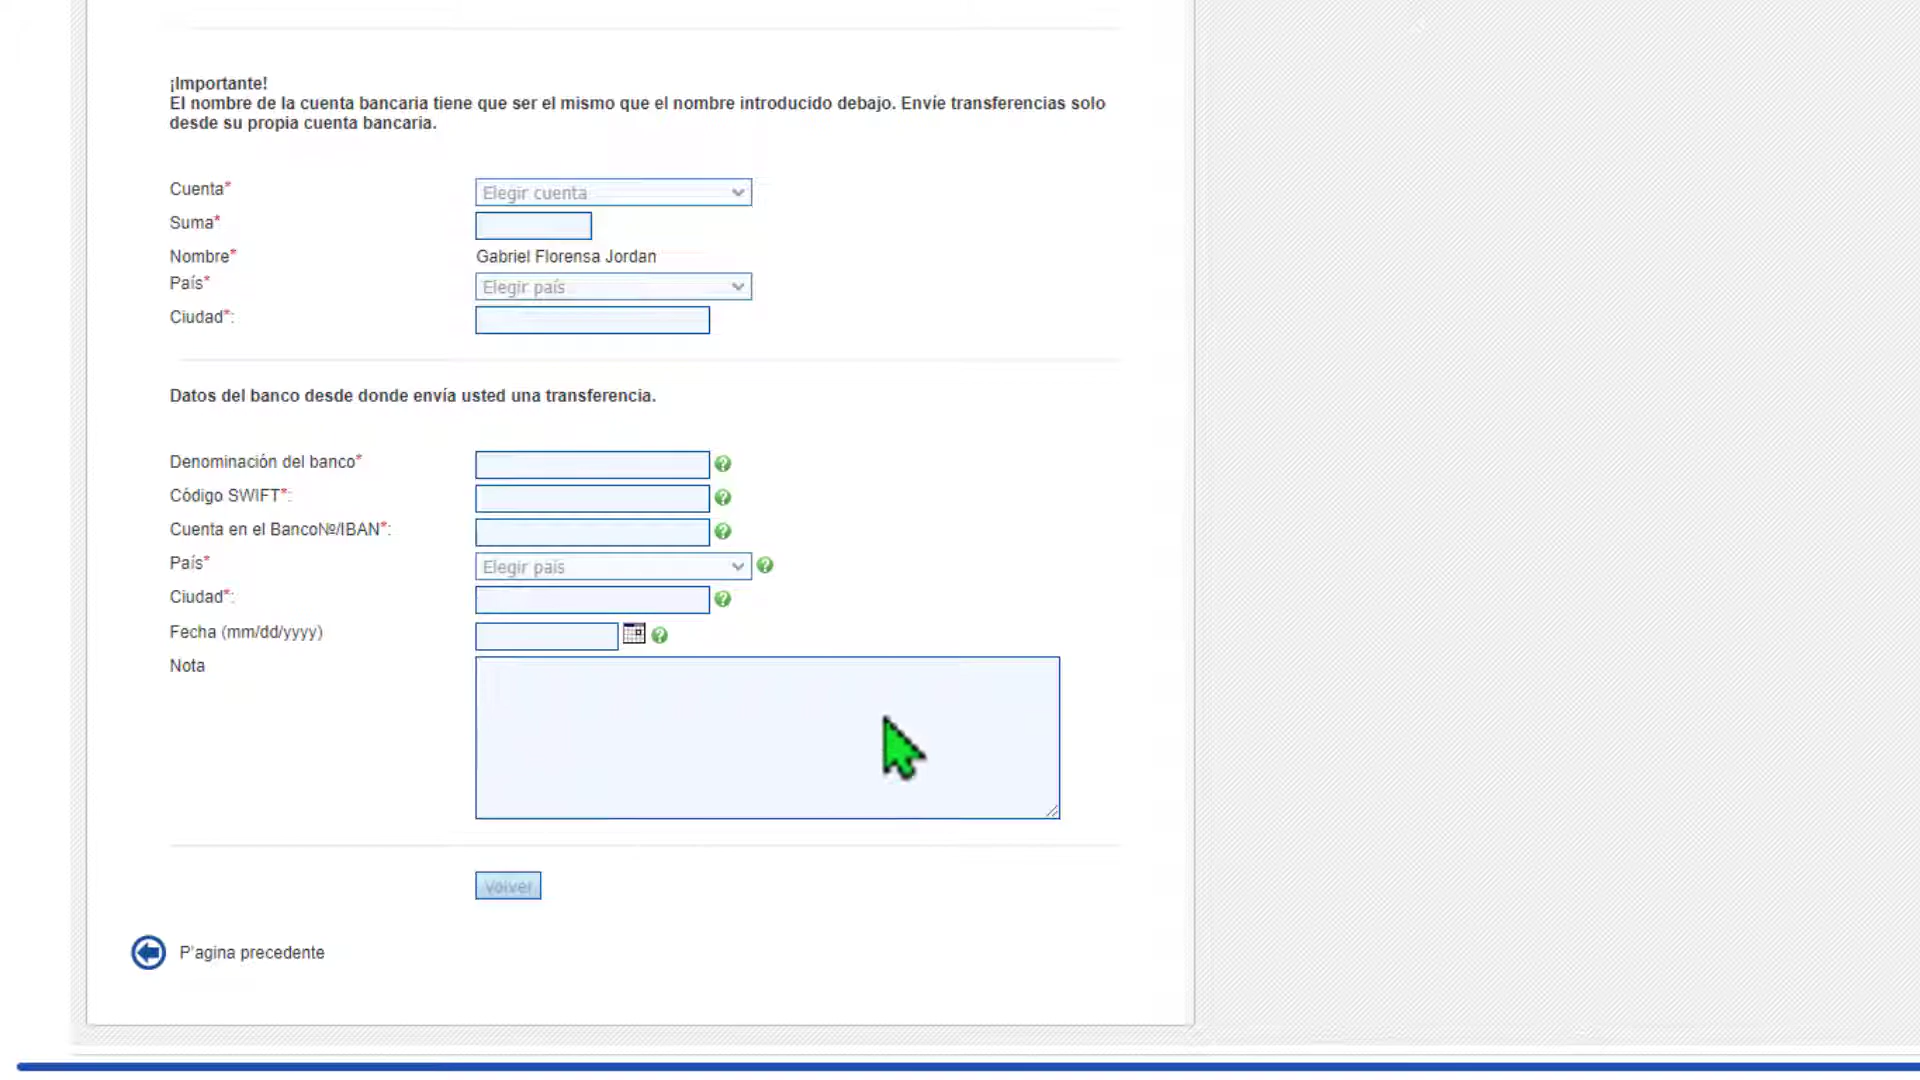 ¡Importante!
El nombre de la cuenta bancaria tiene que ser el mismo que el nombre introducido debajo. Envíe transferencias solo
desde su propia cuenta bancaria.
Cuenta* Elegir cuenta
Suma*
Nombre* Gabriel Florensa Jordan
País* Elegir país
Ciudad*:
Datos del banco desde donde envía usted una transferencia.
Denominación del banco*
Código SWIFT*:
Cuenta en el Banco№/IBAN*:
País* Elegir país
Ciudad*:
Fecha (mm/dd/yyyy)
Nota
Volver
P'agina precedente